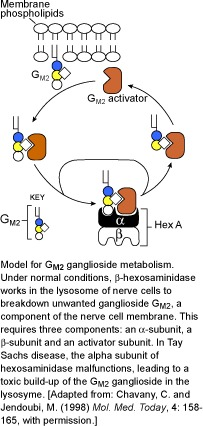 Membrane
phospholipids
GM2
GM2 activator
KEY
GM2
α
β
Hex A
Model for GM2 ganglioside metabolism.
Under normal conditions, β-hexosaminidase
works in the lysosome of nerve cells to
breakdown unwanted ganglioside GM2, a
component of the nerve cell membrane. This
requires three components: an α-subunit, a
β-subunit and an activator subunit. In Tay
Sachs disease, the alpha subunit of
hexosaminidase malfunctions, leading to a
toxic build-up of the GM2 ganglioside in the
lysosyme. [Adapted from: Chavany, C. and
Jendoubi, M. (1998) Mol. Med. Today, 4: 158-
165, with permission.]